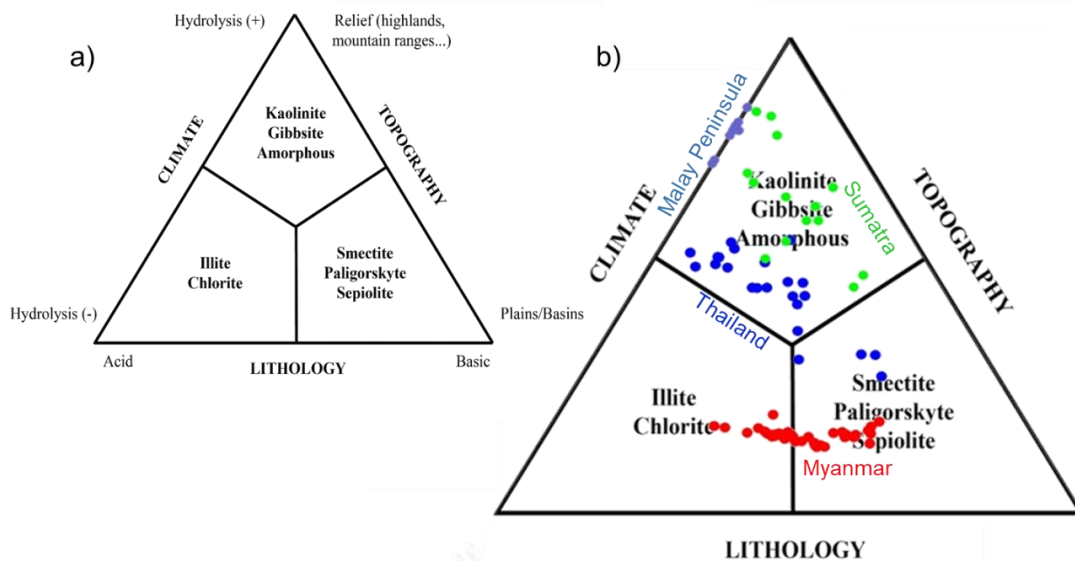 a)
Hydrolysis (+)
Relief (highlands,
mountain ranges...)
CLIMATE
TOPOGRAPHY
Kaolinite
Gibbsite
Amorphous
Illite
Chlorite
Smectite
Paligorskyte
Sepiolite
Hydrolysis (-)
Plains/Basins
Acid
LITHOLOGY
Basic
b)
Malay Peninsula
CLIMATE
Kaolinite
Gibbsite
Amorphous
Sumatra
TOPOGRAPHY
Thailand
Illite
Chlorite
Smectite
Paligorskyte
Sepiolite
Myanmar
LITHOLOGY